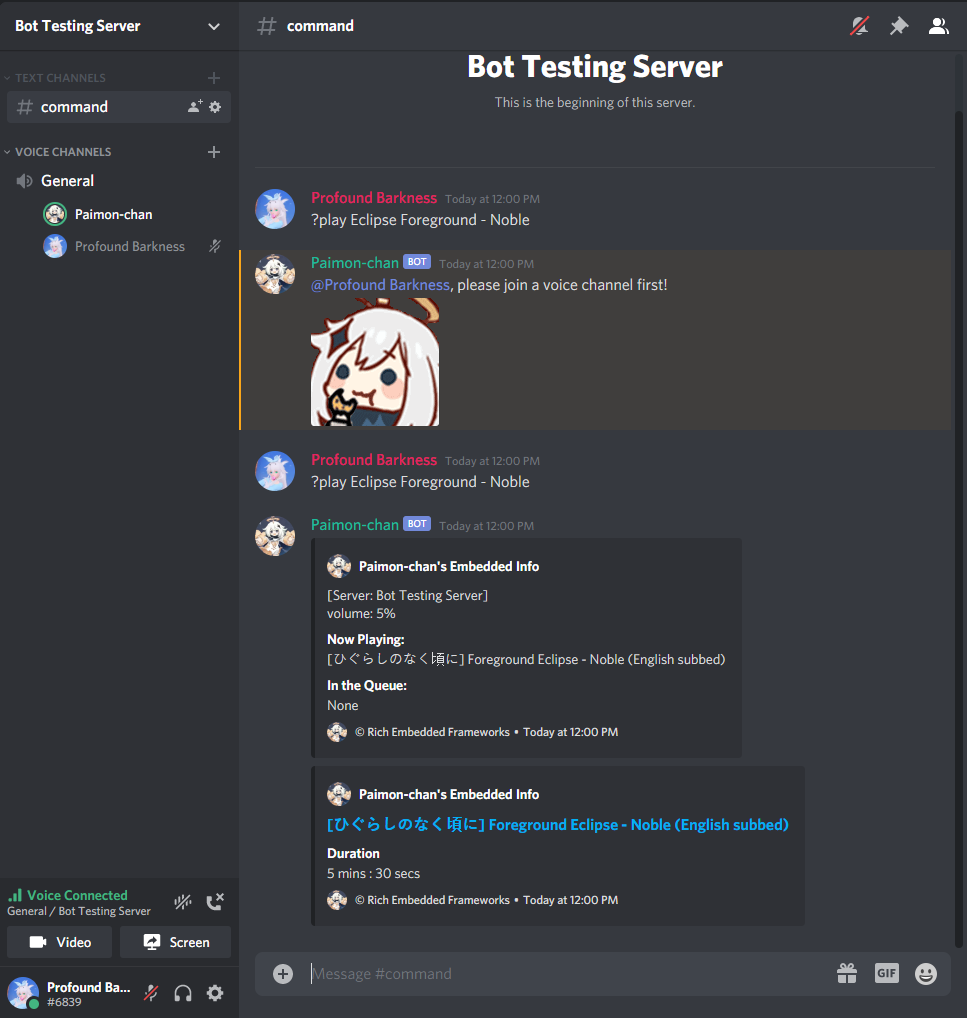 Bot Testing Server
# command
TEXT CHANNELS
# command
VOICE CHANNELS
General
Paimon-chan
Profound Barkness
Voice Connected
General / Bot Testing Server
Video
Screen
Profound Ba...
#6839
Bot Testing Server
This is the beginning of this server.
Profound Barkness Today at 12:00 PM
?play Eclipse Foreground - Noble
Paimon-chan BOT Today at 12:00 PM
@Profound Barkness, please join a voice channel first!
Profound Barkness Today at 12:00 PM
?play Eclipse Foreground - Noble
Paimon-chan BOT Today at 12:00 PM
Paimon-chan's Embedded Info
[Server: Bot Testing Server]
volume: 5%
Now Playing:
[ひぐらしのなく頃に] Foreground Eclipse - Noble (English subbed)
In the Queue:
None
© Rich Embedded Frameworks • Today at 12:00 PM
Paimon-chan's Embedded Info
[ひぐらしのなく頃に] Foreground Eclipse - Noble (English subbed)
Duration
5 mins : 30 secs
© Rich Embedded Frameworks • Today at 12:00 PM
Message #command
GIF